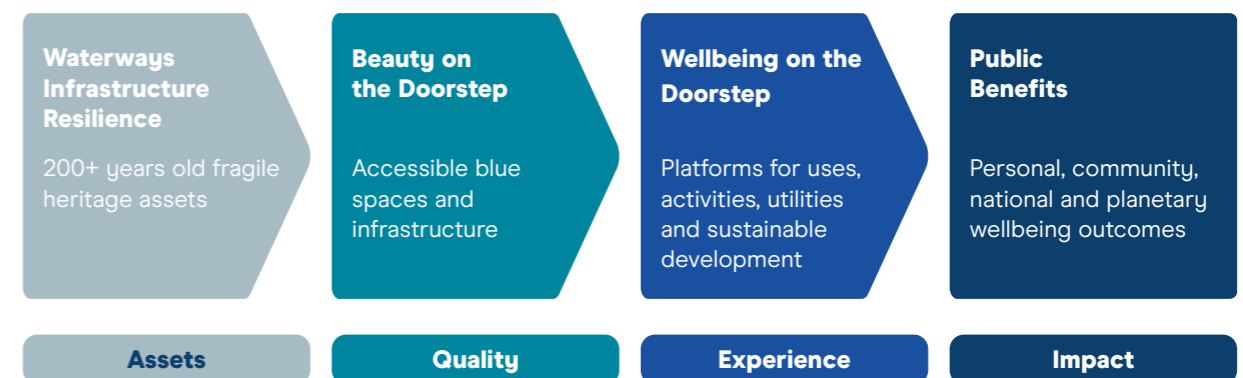 Waterways
Infrastructure
Resilience
200+ years old fragile
heritage assets
Beauty on
the Doorstep
Accessible blue
spaces and
infrastructure
Wellbeing on the
Doorstep
Platforms for uses,
activities, utilities
and sustainable
development
Public
Benefits
Personal, community,
national and planetary
wellbeing outcomes
Assets
Quality
Experience
Impact